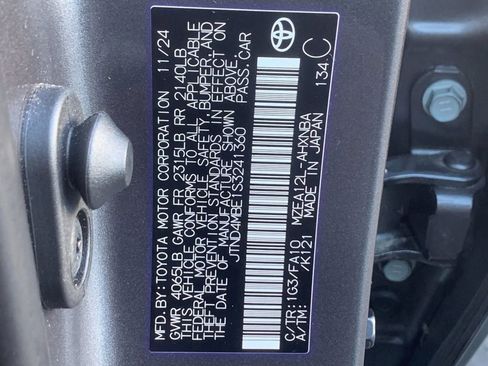 MFD.BY:TOYOTA MOTOR CORPORATION 11/24
GVWR 4065LB GAWR FR 2315LB RR 2140LB
THIS VEHICLE CONFORMS TO ALL APPLICABLE
FEDERAL MOTOR VEHICLE SAFETY, BUMPER, AND
THEFT PREVENTION STANDARDS IN EFFECT ON
THE DATE OF MANUFACTURE SHOWN ABOVE.
JTND4MBE1S3241360 PASS.CAR
C/TR:1G3/FA10 MZEA12L-AHXNBA
A/TM: /K121 MADE IN JAPAN
134 C
TOYOTA